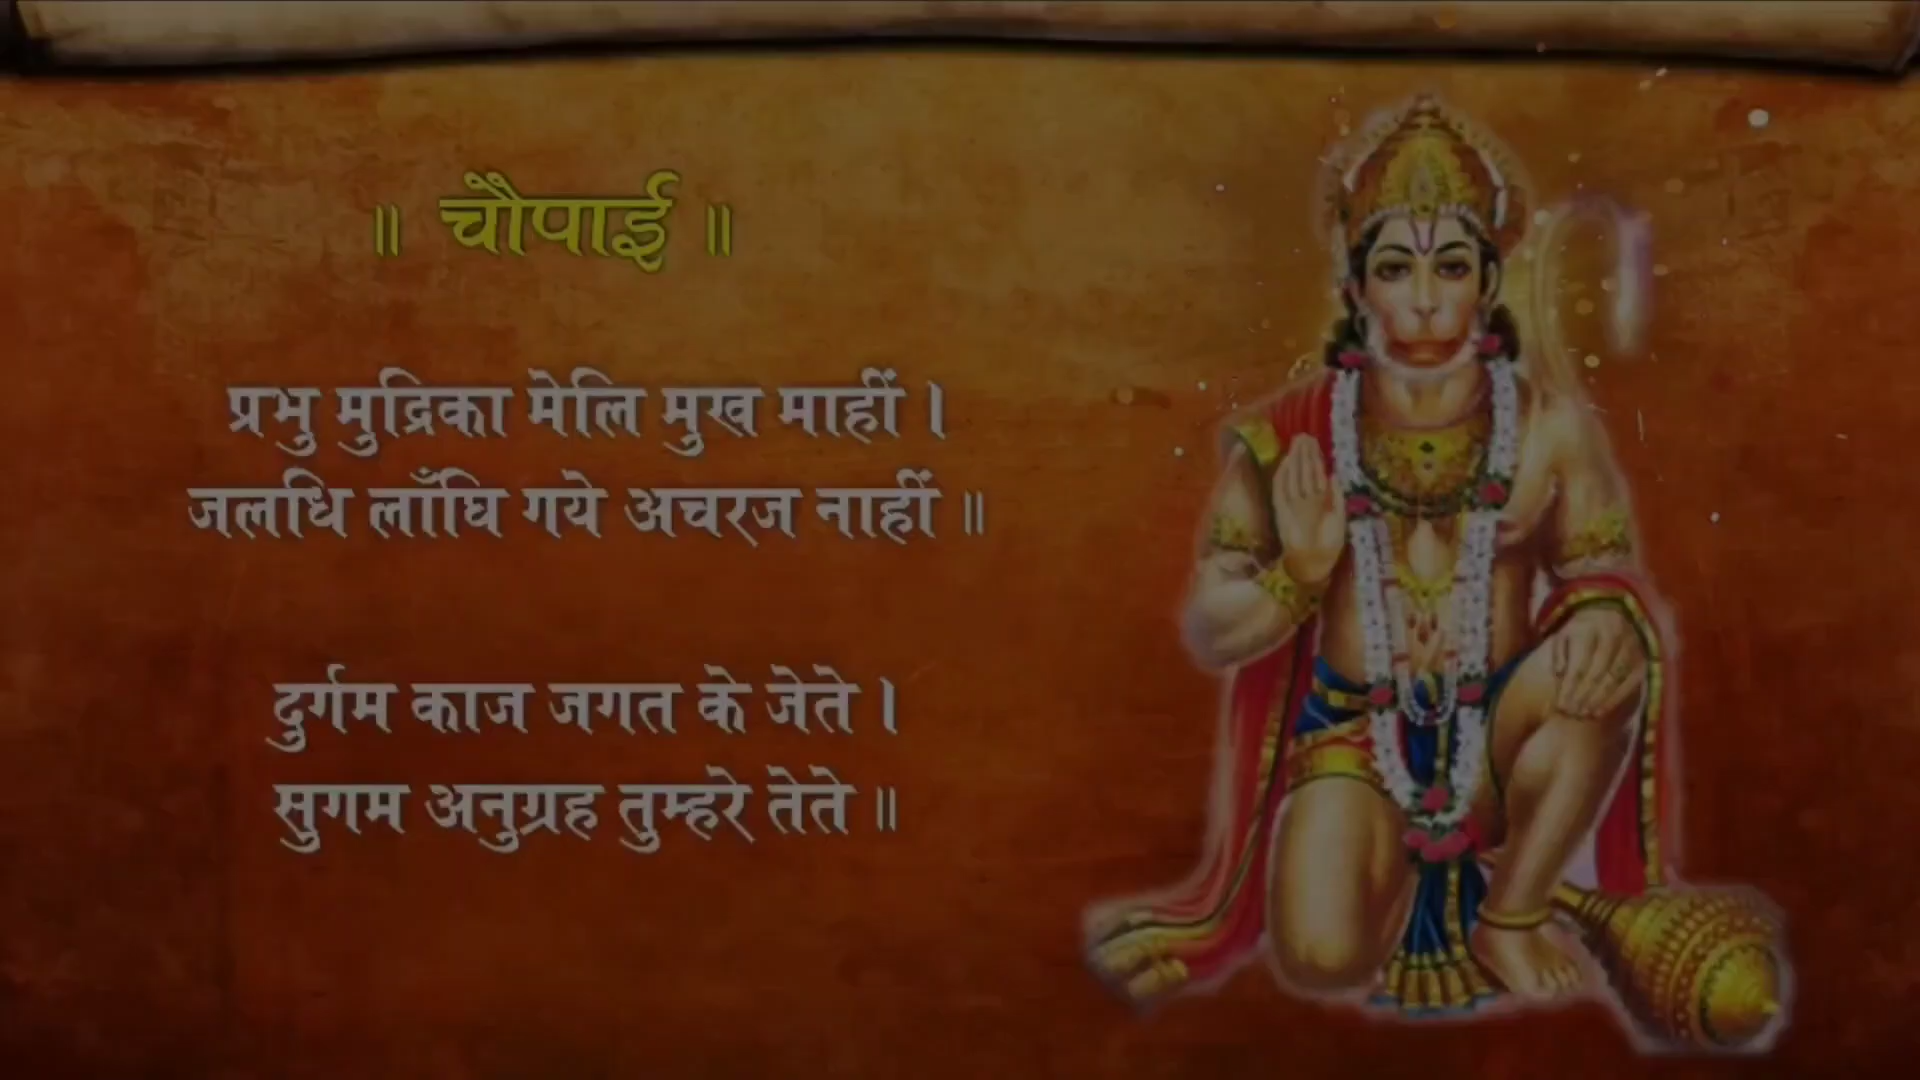 ॥ चौपाई ॥
प्रभु मुद्रिका मेलि मुख माहीं ।
जलधि लाँघि गये अचरज नाहीं ॥
दुर्गम काज जगत के जेते ।
सुगम अनुग्रह तुम्हरे तेते ॥